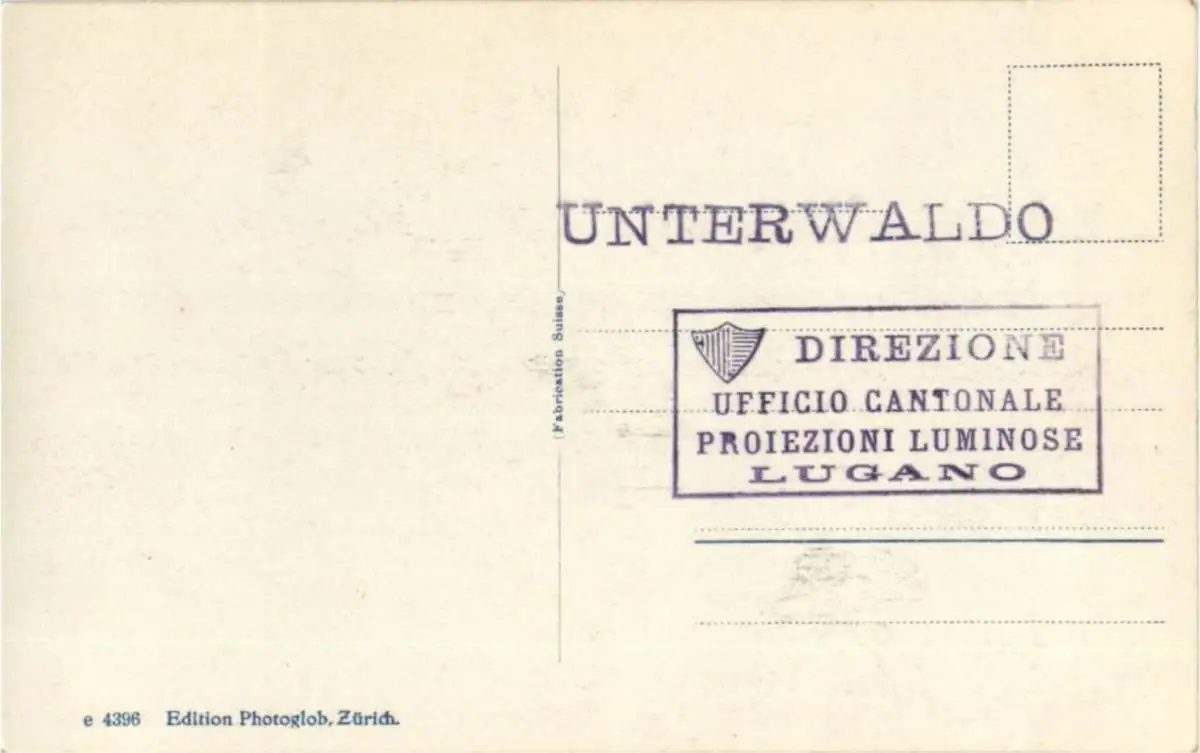 UNTERWALDO
(Fabrication Suisse)
DIREZIONE
UFFICIO CANTONALE
PROIEZIONI LUMINOSE
LUGANO
e 4396 Edition Photoglob, Zürich.